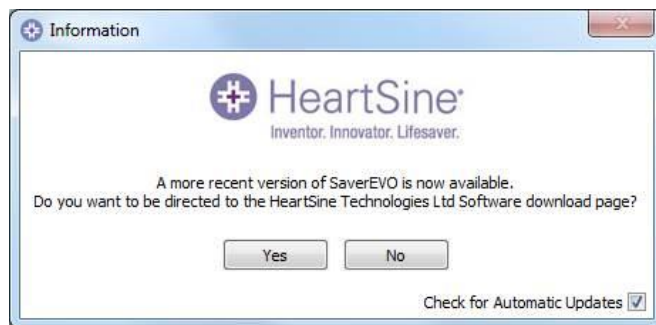 Information
HeartSine®
Inventor. Innovator. Lifesaver.
A more recent version of SaverEVO is now available.
Do you want to be directed to the HeartSine Technologies Ltd Software download page?
Yes
No
Check for Automatic Updates